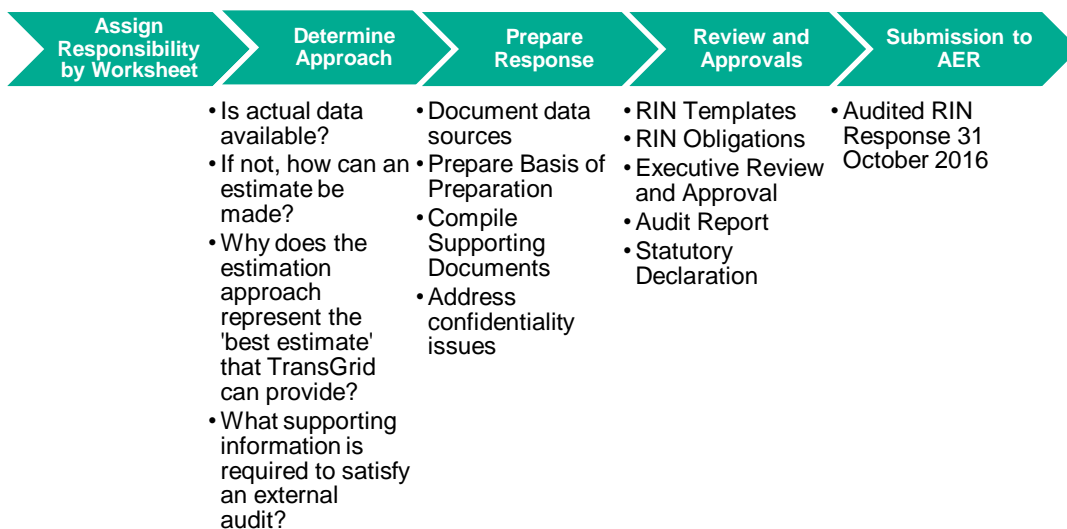 Assign
Responsibility
by Worksheet
Determine
Approach
Prepare
Response
Review and
Approvals
Submission to
AER
• Is actual data
available?
• If not, how can an
estimate be
made?
• Why does the
estimation
approach
represent the
'best estimate'
that TransGrid
can provide?
• What supporting
information is
required to satisfy
an external
audit?
• Document data
sources
• Prepare Basis of
Preparation
• Compile
Supporting
Documents
• Address
confidentiality
issues
• RIN Templates
• RIN Obligations
• Executive Review
and Approval
• Audit Report
• Statutory
Declaration
• Audited RIN
Response 31
October 2016